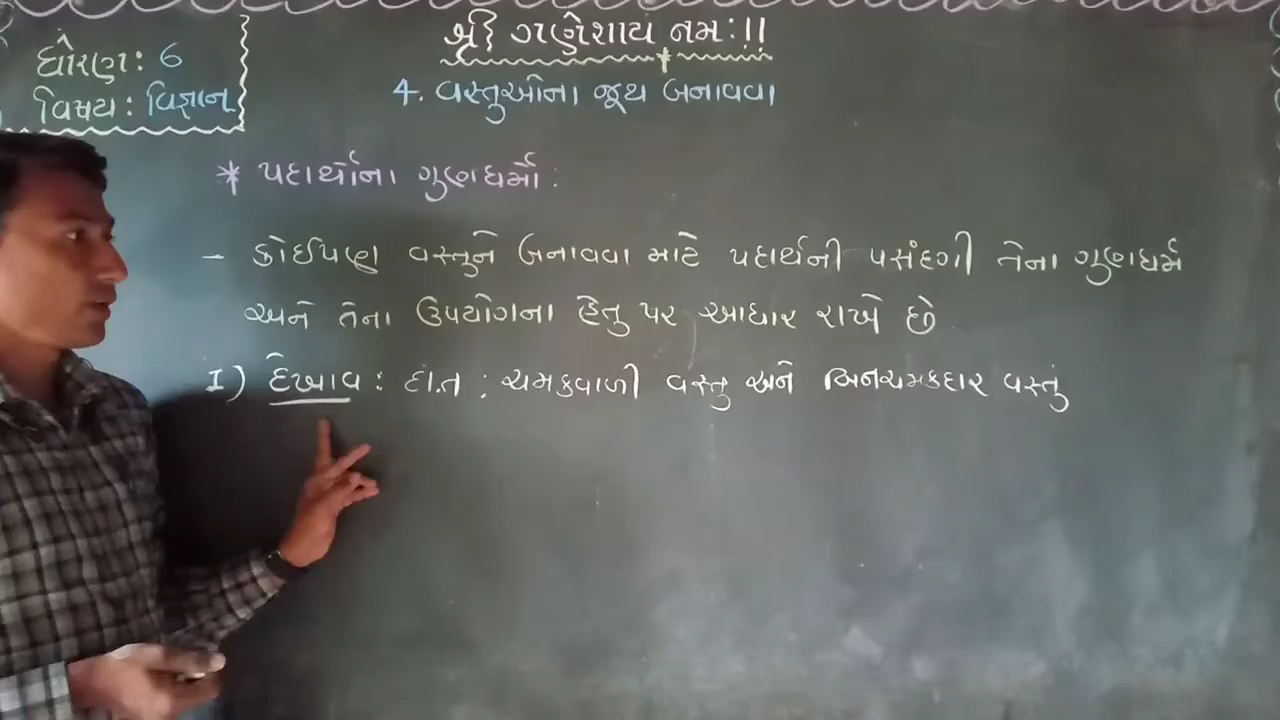 શ્રી ગણેશાય નમઃ!!
ધોરણ: 6
વિષય: વિજ્ઞાન
4. વસ્તુઓના જૂથ બનાવવા
* પદાર્થોના ગુણધર્મો:
- કોઈપણ વસ્તુને બનાવવા માટે પદાર્થની પસંદગી તેના ગુણધર્મ
અને તેના ઉપયોગના હેતુ પર આધાર રાખે છે
I) દેખાવ: દા.ત ; ચમકવાળી વસ્તુ અને બિનચમકદાર વસ્તું